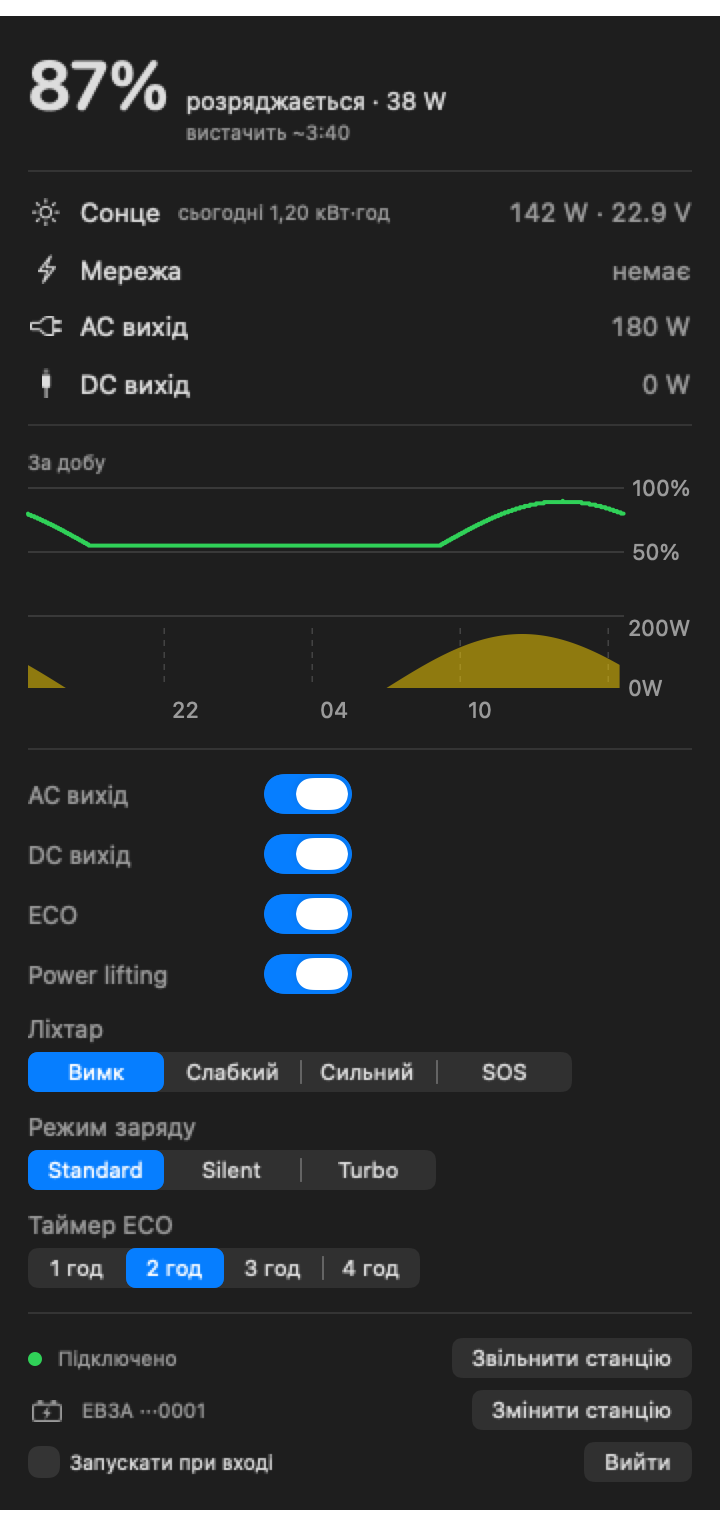 87% розряджається · 38 W
вистачить ~3:40
Сонце сьогодні 1,20 кВт·год 142 W · 22.9 V
Мережа немає
AC вихід 180 W
DC вихід 0 W
За добу
100%
50%
200W
0W
22 04 10
AC вихід
DC вихід
ECO
Power lifting
Ліхтар
Вимк Слабкий Сильний SOS
Режим заряду
Standard Silent Turbo
Таймер ECO
1 год 2 год 3 год 4 год
Підключено Звільнити станцію
EB3A ···0001 Змінити станцію
Запускати при вході Вийти